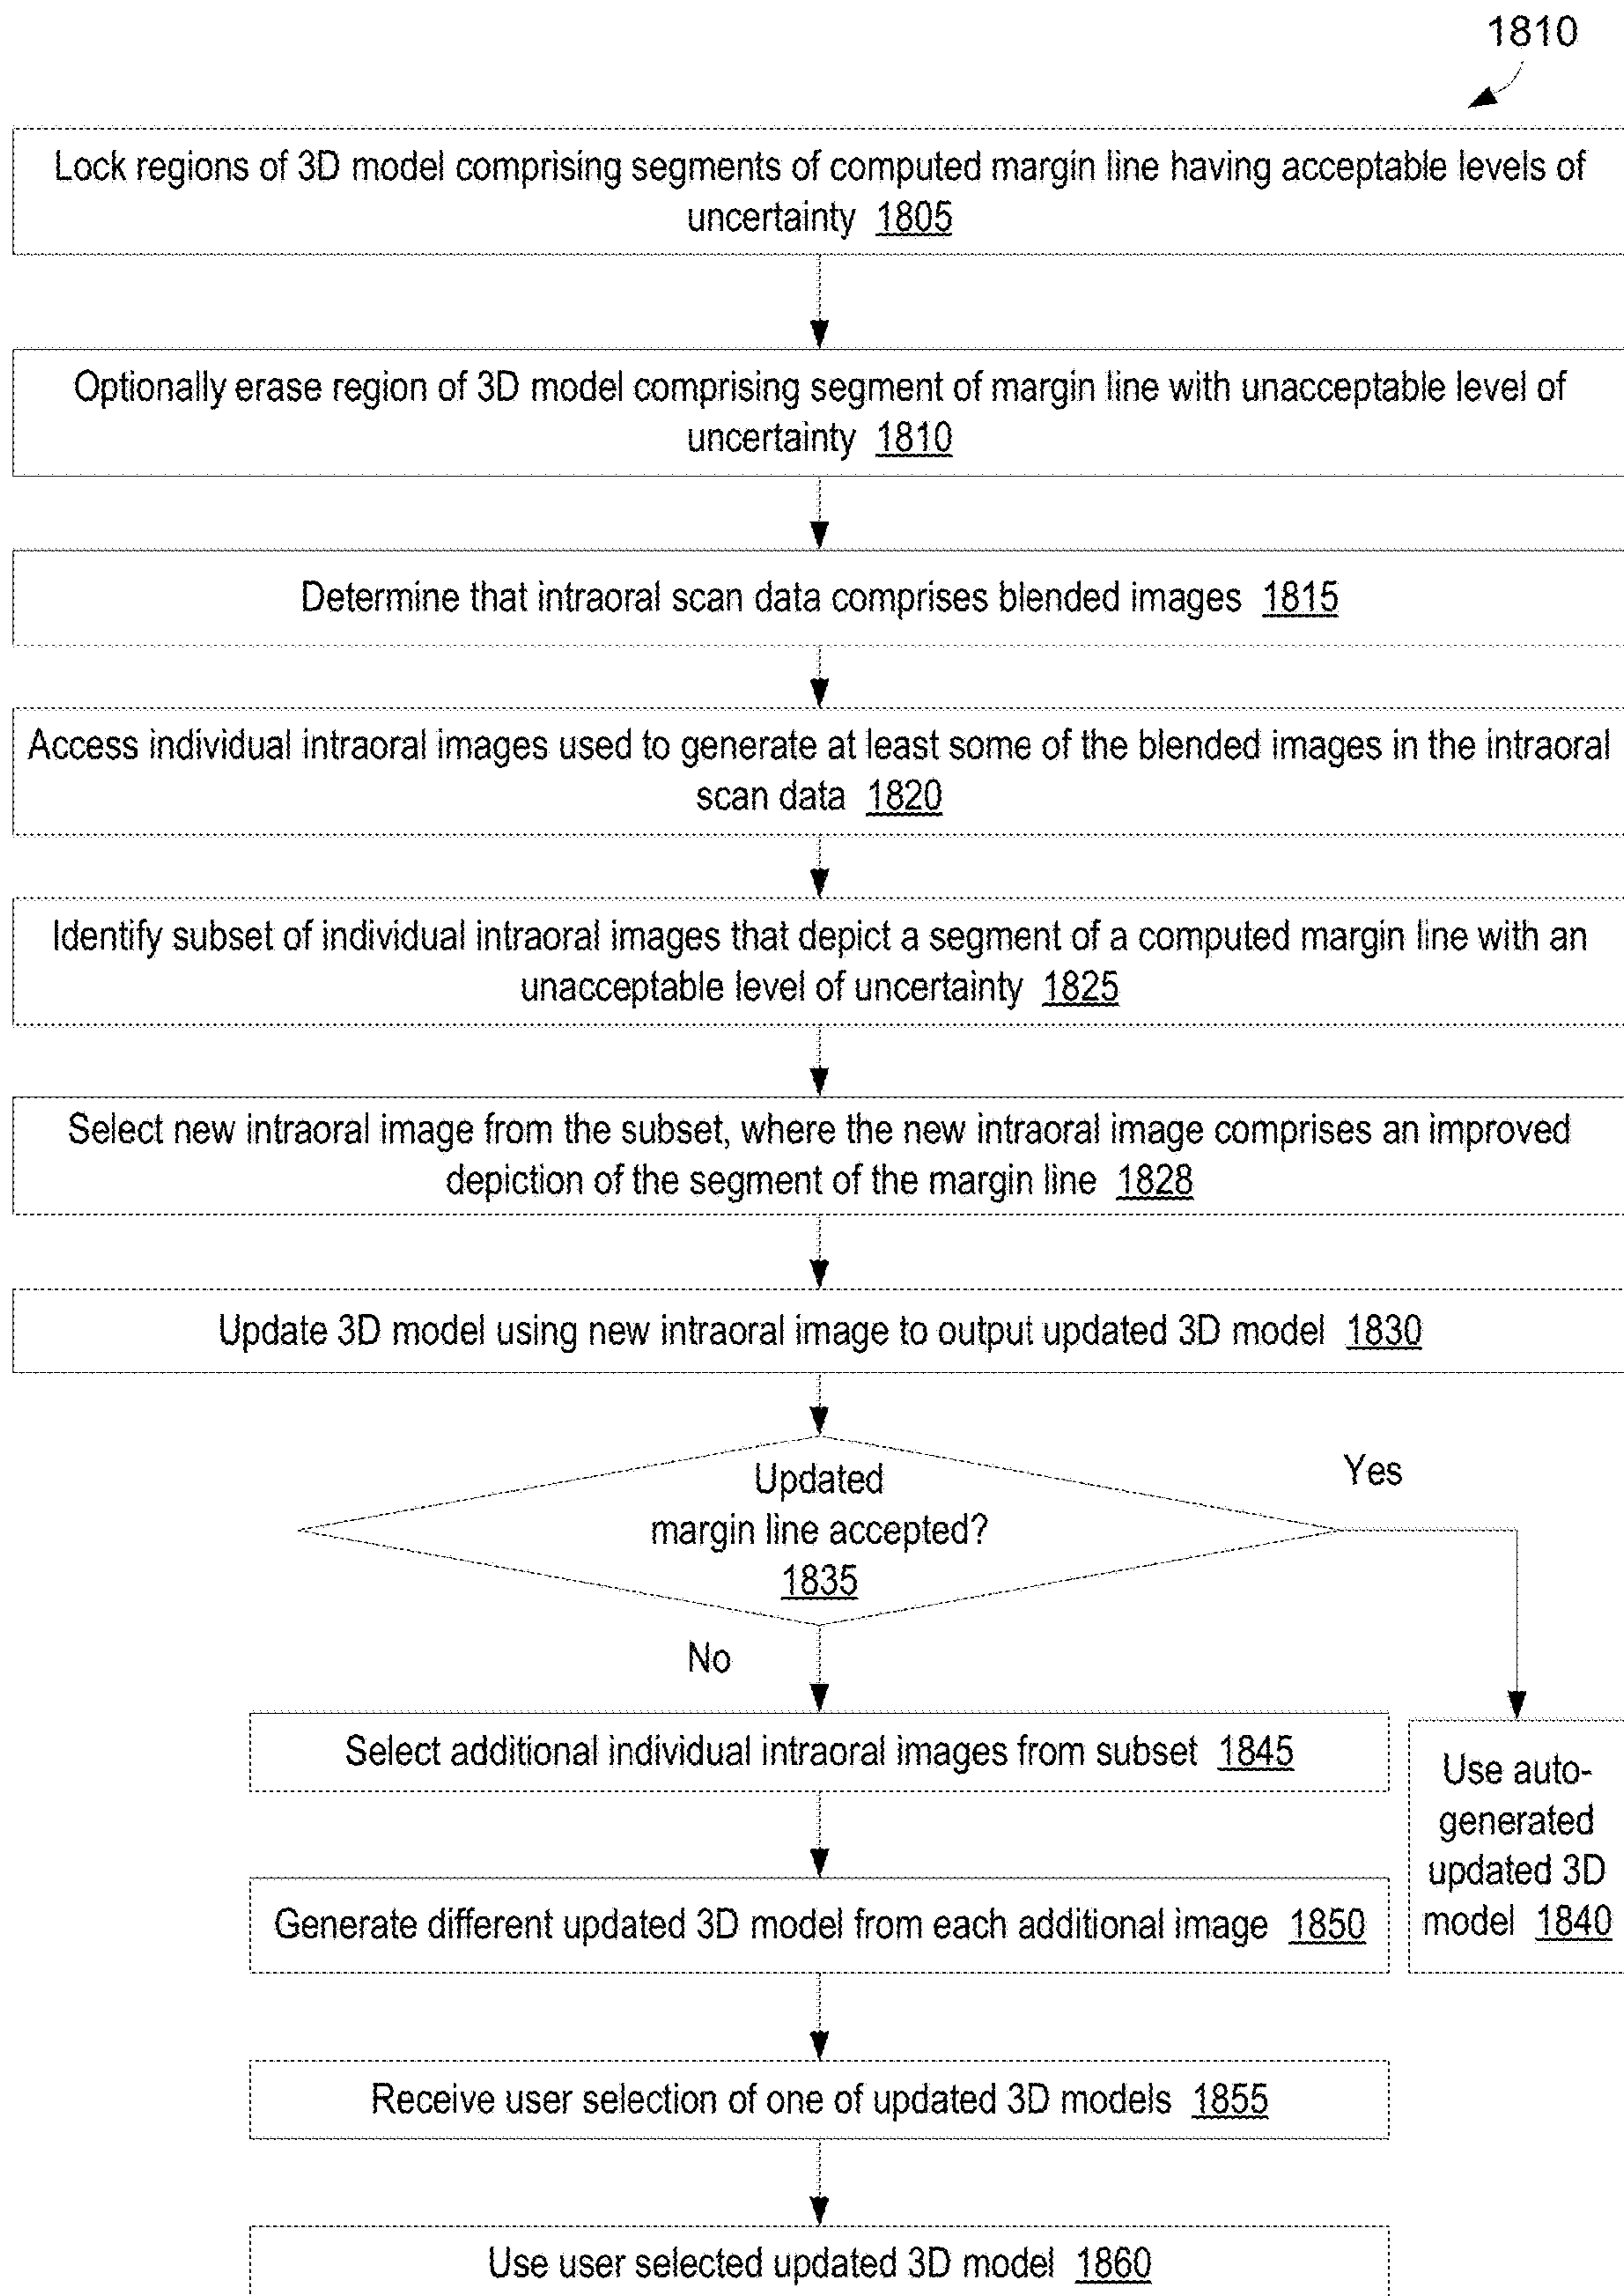 1810
Lock regions of 3D model comprising segments of computed margin line having acceptable levels of
uncertainty 1805
Optionally erase region of 3D model comprising segment of margin line with unacceptable level of
uncertainty 1810
Determine that intraoral scan data comprises blended images 1815
Access individual intraoral images used to generate at least some of the blended images in the intraoral
scan data 1820
Identify subset of individual intraoral images that depict a segment of a computed margin line with an
unacceptable level of uncertainty 1825
Select new intraoral image from the subset, where the new intraoral image comprises an improved
depiction of the segment of the margin line 1828
Update 3D model using new intraoral image to output updated 3D model 1830
Updated
margin line accepted?
1835
Yes
No
Select additional individual intraoral images from subset 1845
Use auto-
generated
updated 3D
model 1840
Generate different updated 3D model from each additional image 1850
Receive user selection of one of updated 3D models 1855
Use user selected updated 3D model 1860